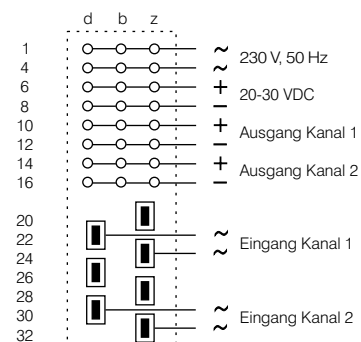 d b z
1 ~ 230 V, 50 Hz
4 ~
6 + 20-30 VDC
8 –
10 + Ausgang Kanal 1
12 –
14 + Ausgang Kanal 2
16 –
20
22 ~ Eingang Kanal 1
24 ~
26
28
30 ~ Eingang Kanal 2
32 ~